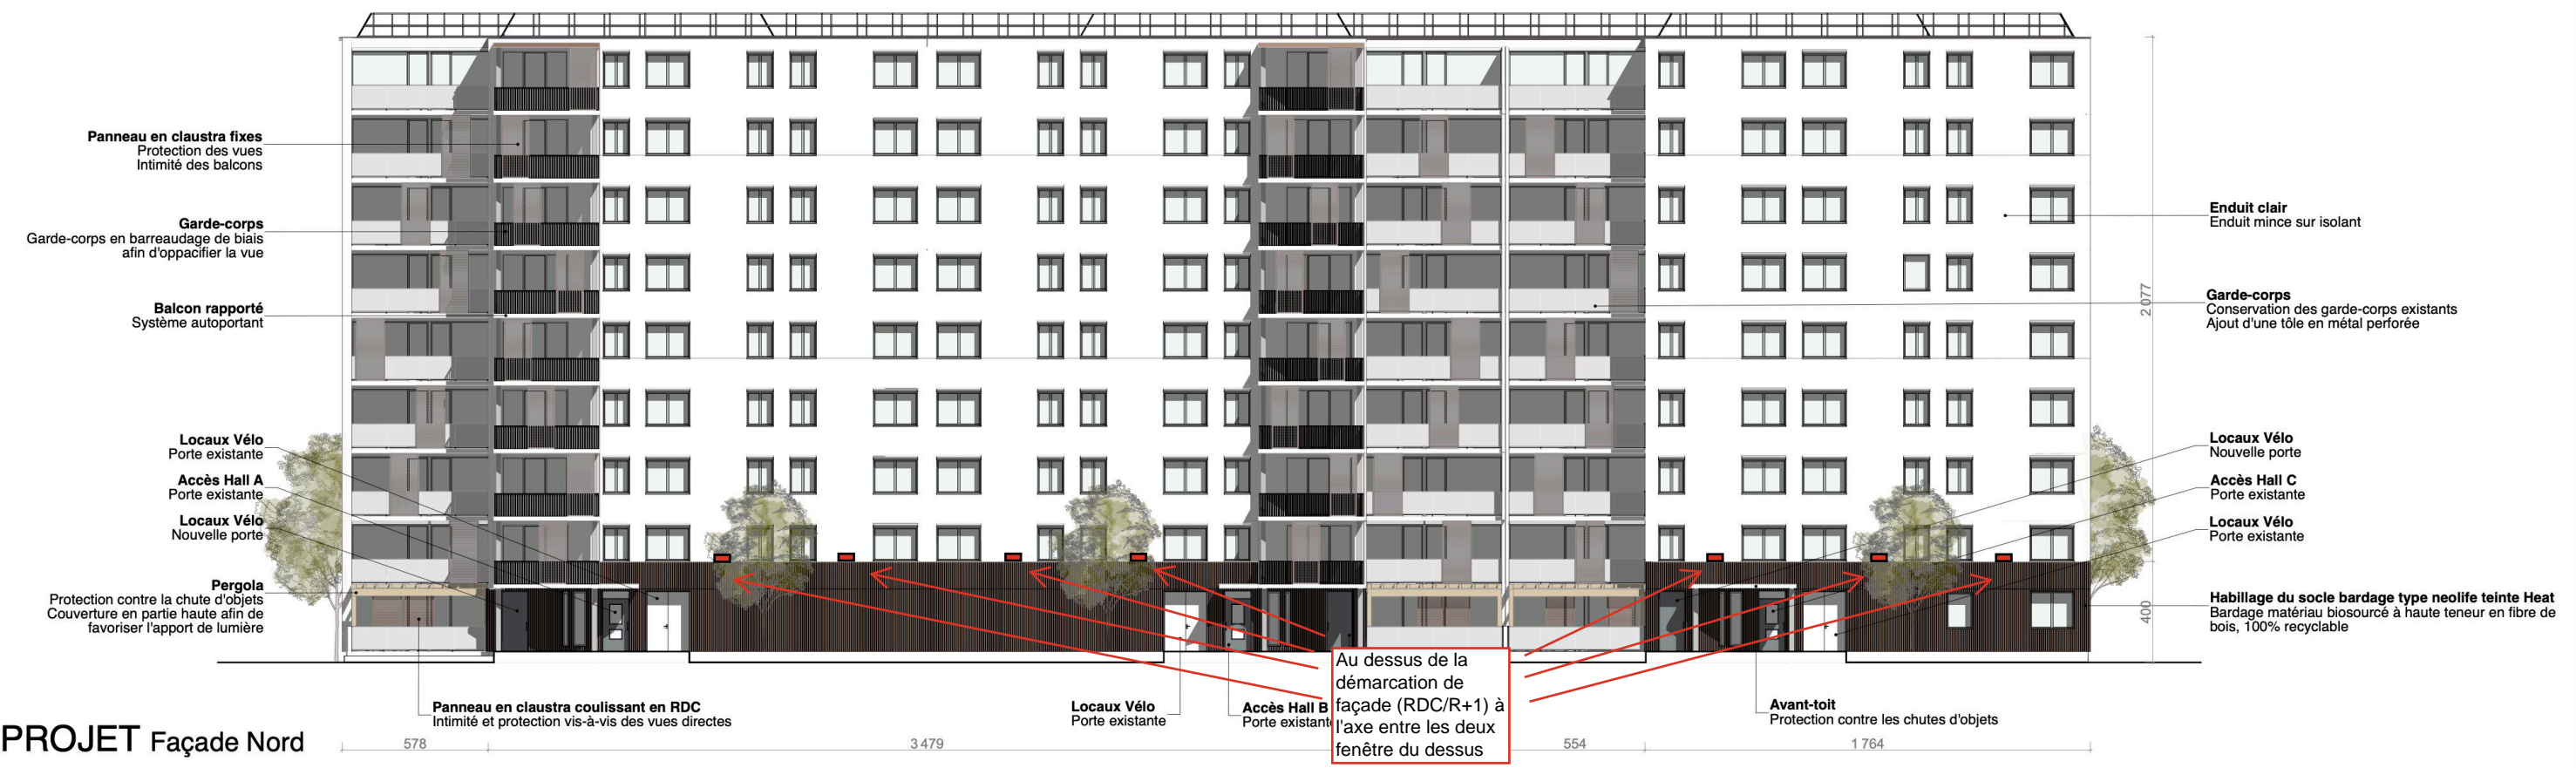 Panneau en claustra fixes
Protection des vues
Intimité des balcons
Garde-corps
Garde-corps en barreaudage de biais
afin d'oppacifier la vue
Balcon rapporté
Système autoportant
Locaux Vélo
Porte existante
Accès Hall A
Porte existante
Locaux Vélo
Nouvelle porte
Pergola
Protection contre la chute d'objets
Couverture en partie haute afin de
favoriser l'apport de lumière
Enduit clair
Enduit mince sur isolant
Garde-corps
Conservation des garde-corps existants
Ajout d'une tôle en métal perforée
2 077
Locaux Vélo
Nouvelle porte
Accès Hall C
Porte existante
Locaux Vélo
Porte existante
Habillage du socle bardage type neolife teinte Heat
Bardage matériau biosourcé à haute teneur en fibre de
bois, 100% recyclable
400
Panneau en claustra coulissant en RDC
Intimité et protection vis-à-vis des vues directes
Locaux Vélo
Porte existante
Accès Hall B
Porte existant
Au dessus de la
démarcation de
façade (RDC/R+1) à
l'axe entre les deux
fenêtre du dessus
Avant-toit
Protection contre les chutes d'objets
PROJET Façade Nord
578
3 479
554
1 764